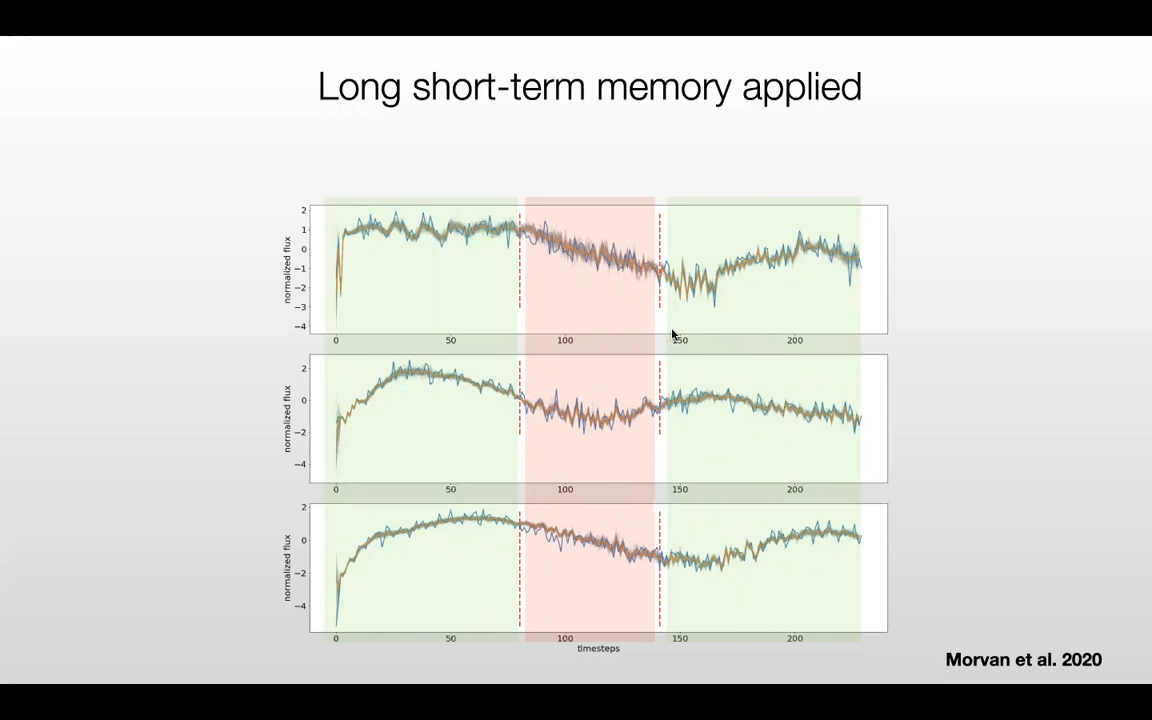 Long short-term memory applied
2
1
0
−1
−2
−3
−4
normalized flux
0 50 100 150 200
2
0
−2
−4
normalized flux
0 50 100 150 200
2
0
−2
−4
normalized flux
0 50 100 150 200
timesteps
Morvan et al. 2020